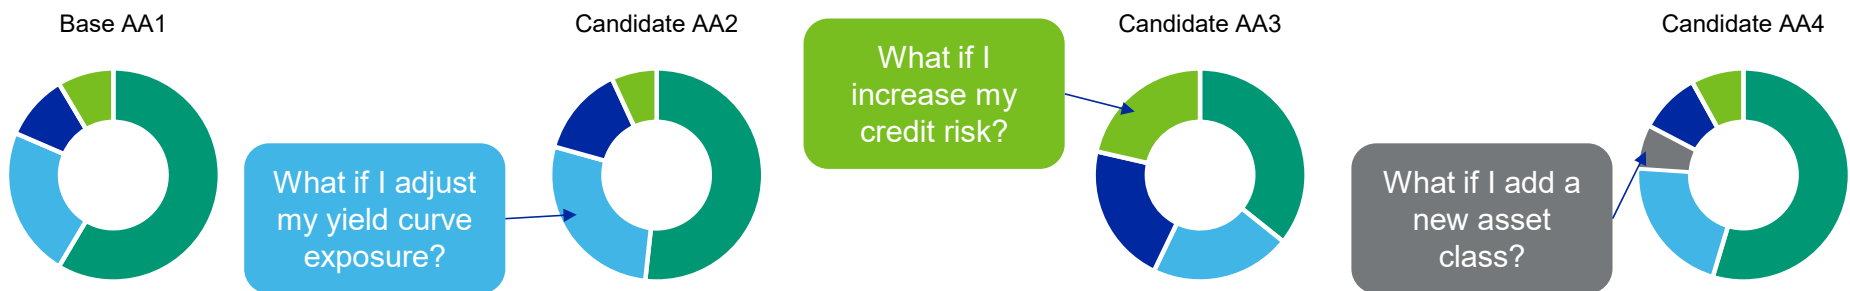 Base AA1
Candidate AA2
Candidate AA3
Candidate AA4
What if I adjust
my yield curve
exposure?
What if I
increase my
credit risk?
What if I add a
new asset
class?